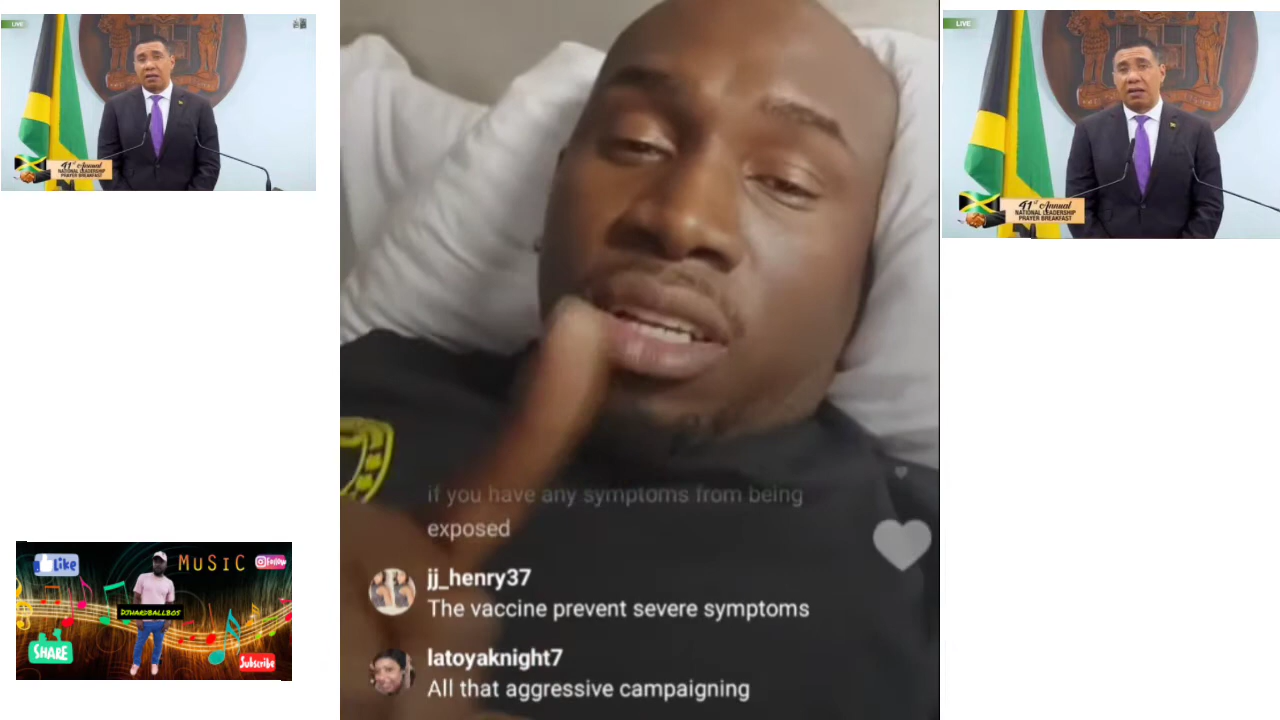 LIVE
41st Annual
NATIONAL LEADERSHIP
PRAYER BREAKFAST
Like
MUSIC
Follow
DJHARDBALLBOS
SHARE
Subscribe
if you have any symptoms from being
exposed
jj_henry37
The vaccine prevent severe symptoms
latoyaknight7
All that aggressive campaigning
LIVE
41st Annual
NATIONAL LEADERSHIP
PRAYER BREAKFAST